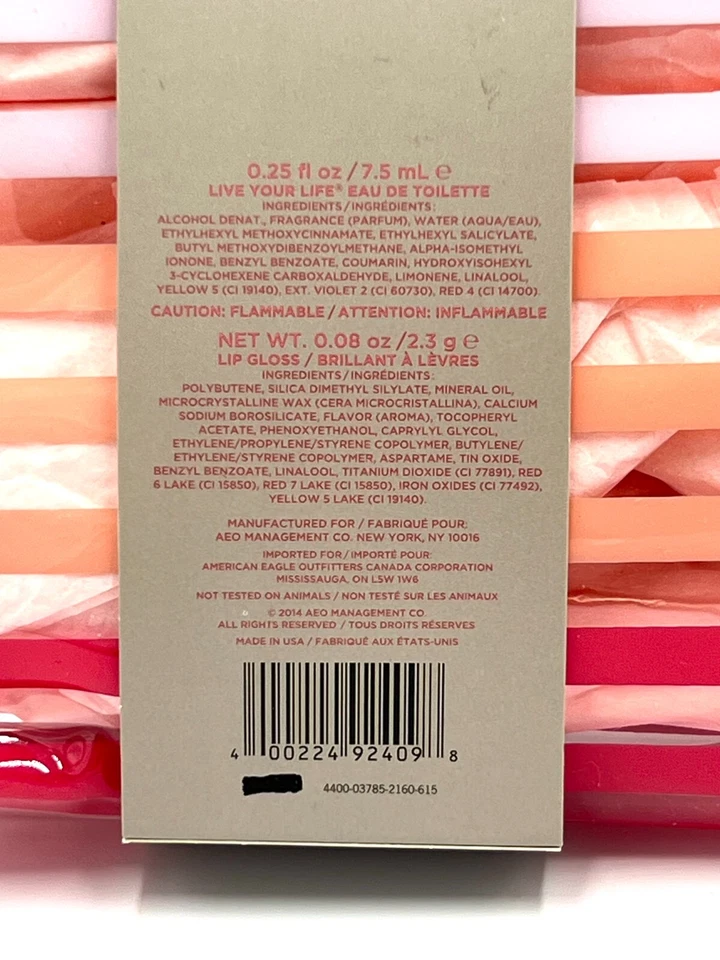 0.25 fl oz / 7.5 mL ℮
LIVE YOUR LIFE® EAU DE TOILETTE
INGREDIENTS/INGRÉDIENTS:
ALCOHOL DENAT., FRAGRANCE (PARFUM), WATER (AQUA/EAU),
ETHYLHEXYL METHOXYCINNAMATE, ETHYLHEXYL SALICYLATE,
BUTYL METHOXYDIBENZOYLMETHANE, ALPHA-ISOMETHYL
IONONE, BENZYL BENZOATE, COUMARIN, HYDROXYISOHEXYL
3-CYCLOHEXENE CARBOXALDEHYDE, LIMONENE, LINALOOL,
YELLOW 5 (CI 19140), EXT. VIOLET 2 (CI 60730), RED 4 (CI 14700).
CAUTION: FLAMMABLE / ATTENTION: INFLAMMABLE
NET WT. 0.08 oz /2.3 g ℮
LIP GLOSS / BRILLANT À LÈVRES
INGREDIENTS/INGRÉDIENTS:
POLYBUTENE, SILICA DIMETHYL SILYLATE, MINERAL OIL,
MICROCRYSTALLINE WAX (CERA MICROCRISTALLINA), CALCIUM
SODIUM BOROSILICATE, FLAVOR (AROMA), TOCOPHERYL
ACETATE, PHENOXYETHANOL, CAPRYLYL GLYCOL,
ETHYLENE/PROPYLENE/STYRENE COPOLYMER, BUTYLENE/
ETHYLENE/STYRENE COPOLYMER, ASPARTAME, TIN OXIDE,
BENZYL BENZOATE, LINALOOL, TITANIUM DIOXIDE (CI 77891), RED
6 LAKE (CI 15850), RED 7 LAKE (CI 15850), IRON OXIDES (CI 77492),
YELLOW 5 LAKE (CI 19140).
MANUFACTURED FOR / FABRIQUÉ POUR:
AEO MANAGEMENT CO. NEW YORK, NY 10016
IMPORTED FOR / IMPORTÉ POUR:
AMERICAN EAGLE OUTFITTERS CANADA CORPORATION
MISSISSAUGA, ON L5W 1W6
NOT TESTED ON ANIMALS / NON TESTÉ SUR LES ANIMAUX
© 2014 AEO MANAGEMENT CO.
ALL RIGHTS RESERVED / TOUS DROITS RÉSERVÉS
MADE IN USA / FABRIQUÉ AUX ÉTATS-UNIS
4 00224 92409 8
4400-03785-2160-615